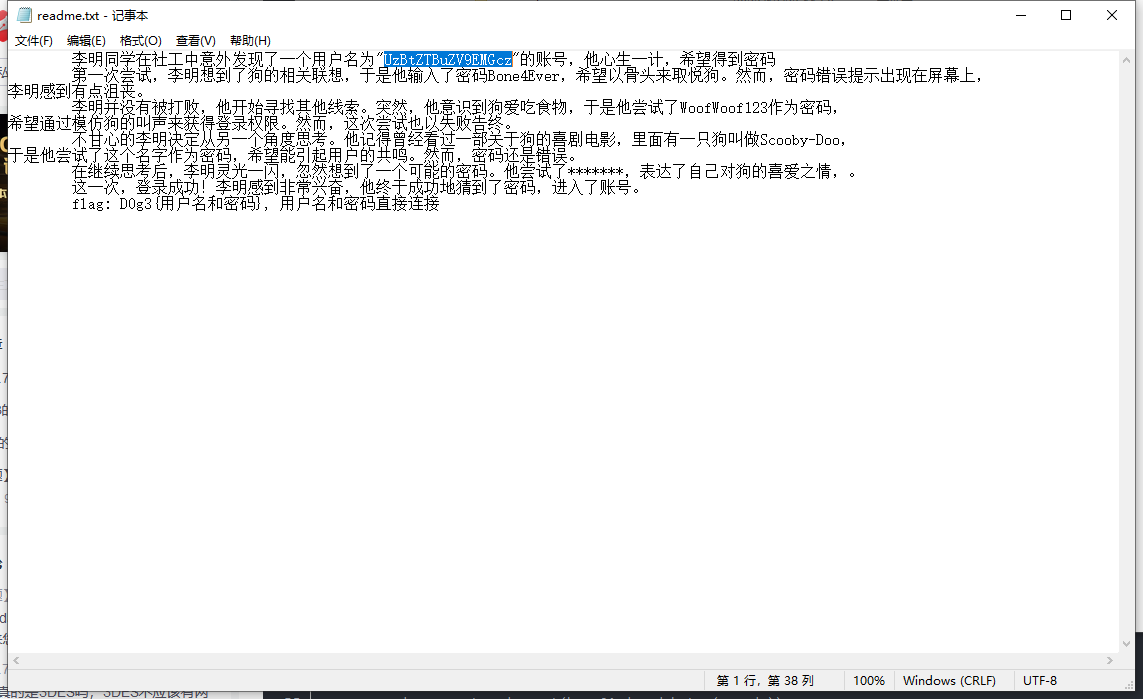 readme.txt - 记事本
文件(F) 编辑(E) 格式(O) 查看(V) 帮助(H)
李明同学在社工中意外发现了一个用户名为"UzBtZTBuZV9EMGcz"的账号，他心生一计，希望得到密码
第一次尝试，李明想到了狗的相关联想，于是他输入了密码Bone4Ever，希望以骨头来取悦狗。然而，密码错误提示出现在屏幕上，
李明感到有点沮丧。
李明并没有被打败，他开始寻找其他线索。突然，他意识到狗爱吃食物，于是他尝试了WoofWoof123作为密码，
希望通过模仿狗的叫声来获得登录权限。然而，这次尝试也以失败告终。
不甘心的李明决定从另一个角度思考。他记得曾经看过一部关于狗的喜剧电影，里面有一只狗叫做Scooby-Doo，
于是他尝试了这个名字作为密码，希望能引起用户的共鸣。然而，密码还是错误。
在继续思考后，李明灵光一闪，忽然想到了一个可能的密码。他尝试了*******，表达了自己对狗的喜爱之情，。
这一次，登录成功！李明感到非常兴奋，他终于成功地猜到了密码，进入了账号。
flag: D0g3{用户名和密码}，用户名和密码直接连接
第 1 行，第 38 列 100% Windows (CRLF) UTF-8